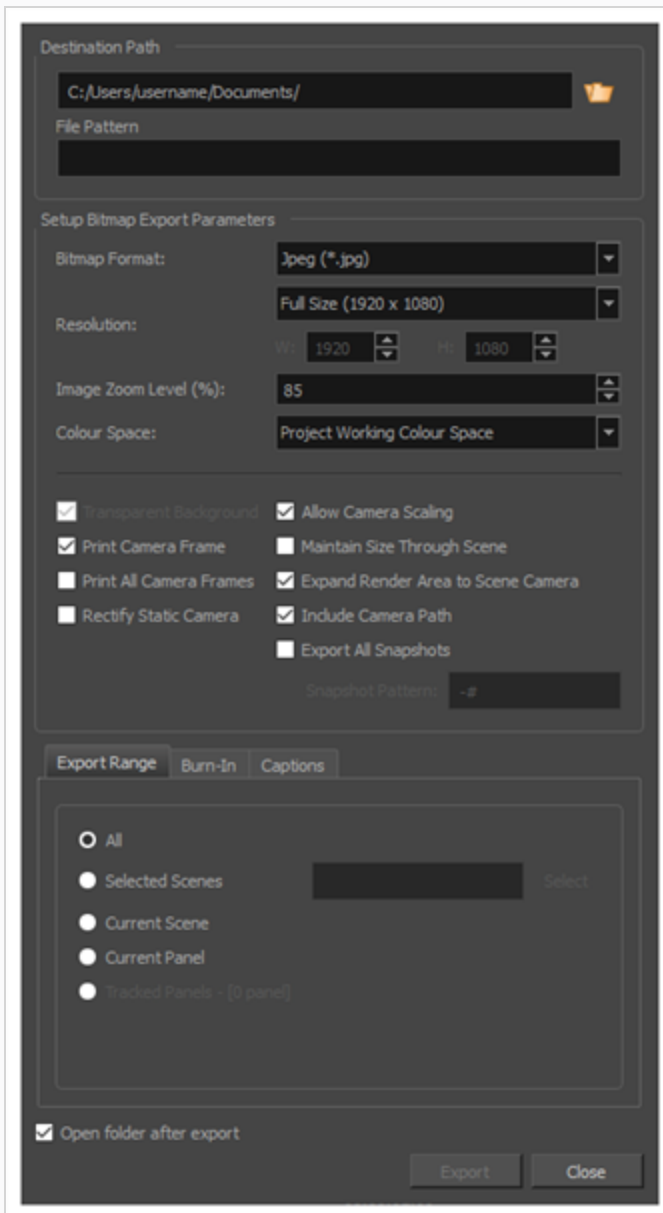 Destination Path
C:/Users/username/Documents/
File Pattern
Setup Bitmap Export Parameters
Bitmap Format: Jpeg (*.jpg)
Full Size (1920 x 1080)
Resolution:
W: 1920 H: 1080
Image Zoom Level (%): 85
Colour Space: Project Working Colour Space
Transparent Background Allow Camera Scaling
Print Camera Frame Maintain Size Through Scene
Print All Camera Frames Expand Render Area to Scene Camera
Rectify Static Camera Include Camera Path
Export All Snapshots
Snapshot Pattern: -#
Export Range Burn-In Captions
All
Selected Scenes Select
Current Scene
Current Panel
Tracked Panels - [0 panel]
Open folder after export
Export Close